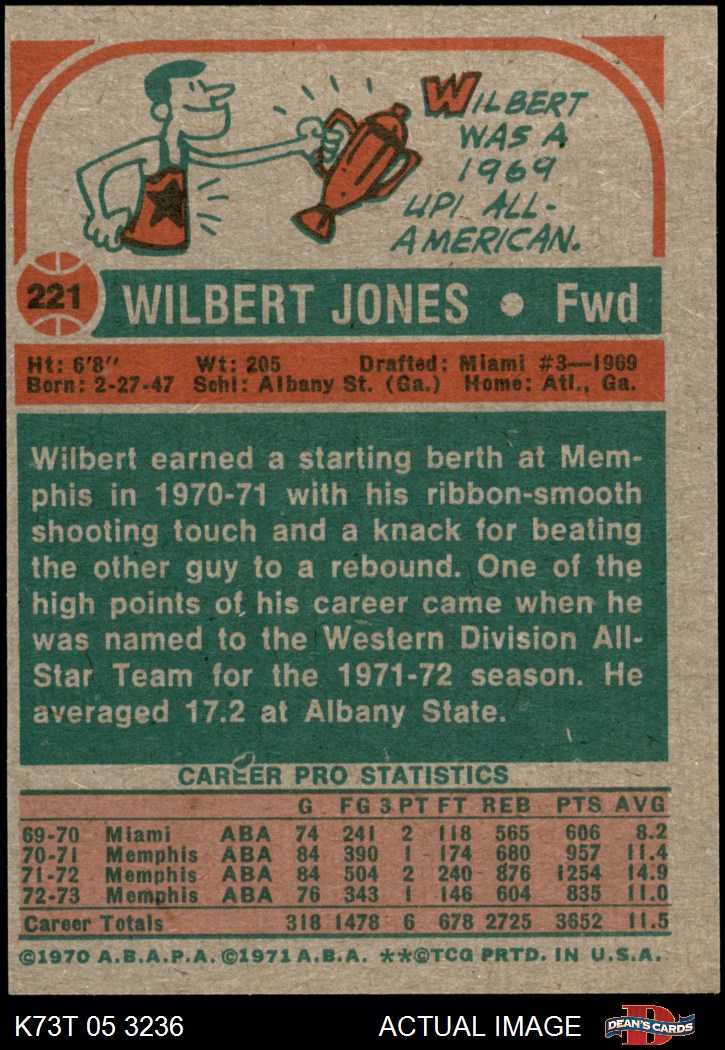 WILBERT
WAS A
1969
UPI ALL-
AMERICAN.
221 WILBERT JONES • Fwd
Ht: 6'8" Wt: 205 Drafted: Miami #3—1969
Born: 2-27-47 Schl: Albany St. (Ga.) Home: Atl., Ga.
Wilbert earned a starting berth at Mem-
phis in 1970-71 with his ribbon-smooth
shooting touch and a knack for beating
the other guy to a rebound. One of the
high points of his career came when he
was named to the Western Division All-
Star Team for the 1971-72 season. He
averaged 17.2 at Albany State.
CAREER PRO STATISTICS
G FG 3 PT FT REB PTS AVG
69-70 Miami ABA 74 241 2 118 565 606 8.2
70-71 Memphis ABA 84 390 1 174 680 957 11.4
71-72 Memphis ABA 84 504 2 240 876 1254 14.9
72-73 Memphis ABA 76 343 1 146 604 835 11.0
Career Totals 318 1478 6 678 2725 3652 11.5
©1970 A.B.A.P.A. ©1971 A.B.A. **©TCG PRTD. IN U.S.A.
K73T 05 3236 ACTUAL IMAGE D DEAN'S CARDS